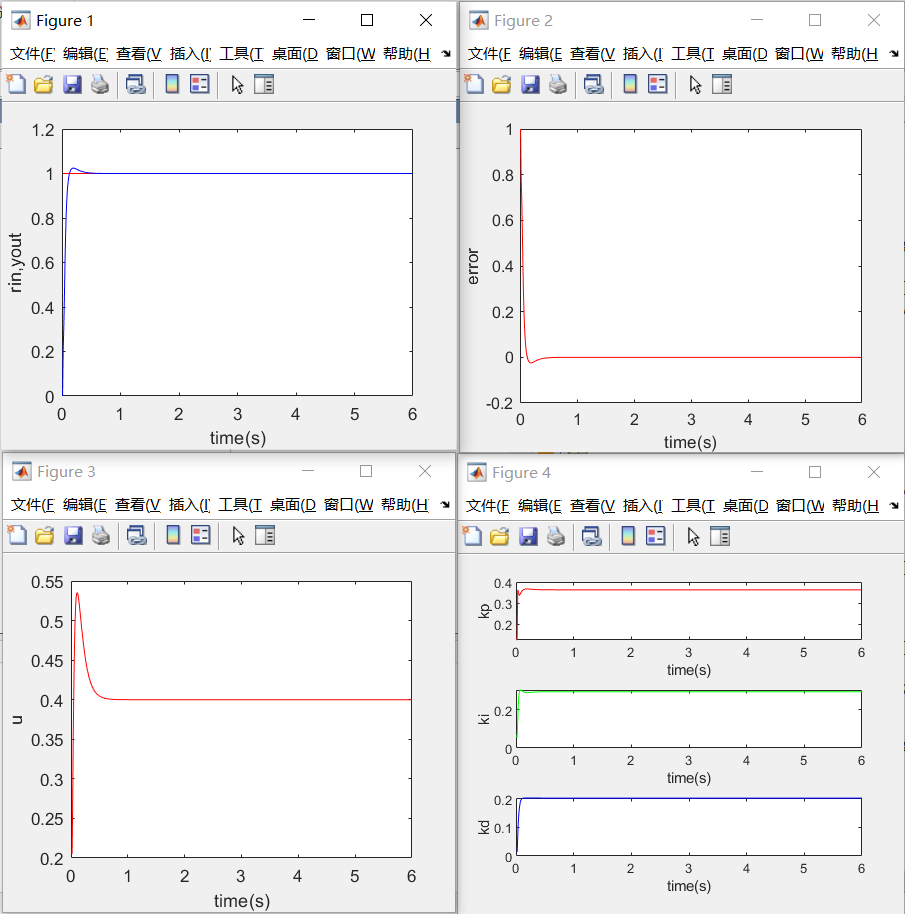 Figure 1
文件(F) 编辑(E) 查看(V 插入(I) 工具(T 桌面(D 窗口(W 帮助(H
1.2
1
0.8
0.6
0.4
0.2
0
rin,yout
0 1 2 3 4 5 6
time(s)
Figure 2
文件(F 编辑(E 查看(V 插入(I 工具(T 桌面(D 窗口(W 帮助(H
1
0.8
0.6
0.4
0.2
0
-0.2
error
0 1 2 3 4 5 6
time(s)
Figure 3
文件(F 编辑(E 查看(V 插入(I) 工具(T 桌面(D 窗口(W 帮助(H
0.55
0.5
0.45
0.4
0.35
0.3
0.25
0.2
u
0 1 2 3 4 5 6
time(s)
Figure 4
文件(F 编辑(E 查看(V 插入(I 工具(T 桌面(D 窗口(W 帮助(H
0.4
0.3
0.2
kp
0 1 2 3 4 5 6
time(s)
0.2
0
ki
0 1 2 3 4 5 6
time(s)
0.2
0.1
0
kd
0 1 2 3 4 5 6
time(s)